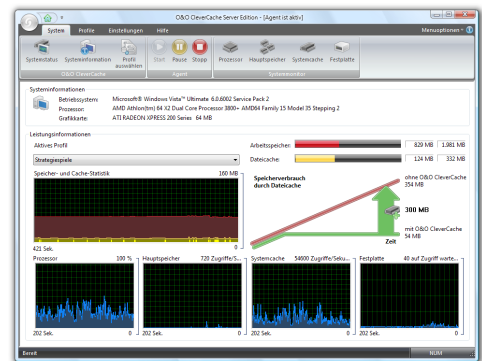 O&O CleverCache Server Edition - [Agent ist aktiv]
System Profile Einstellungen Hilfe Menuoptionen
Systemstatus Systeminformation Profil auswählen Start Pause Stopp Prozessor Hauptspeicher Systemcache Festplatte
O&O CleverCache Agent Systemmonitor
Systeminformationen
Betriebssystem: Microsoft® Windows Vista™ Ultimate 6.0.6002 Service Pack 2
Prozessor: AMD Athlon(tm) 64 X2 Dual Core Processor 3800+ AMD64 Family 15 Model 35 Stepping 2
Grafikkarte: ATI RADEON XPRESS 200 Series 64 MB
Leistungsinformationen
Aktives Profil
Arbeitsspeicher: 829 MB 1.981 MB
Strategiespiele
Dateicache: 124 MB 332 MB
Speicher- und Cache-Statistik 160 MB
Speicherverbrauch
durch Dateicache
ohne O&O CleverCache
354 MB
300 MB
mit O&O CleverCache
54 MB
Zeit
421 Sek. 0
Prozessor 100 % Hauptspeicher 720 Zugriffe/S... Systemcache 54600 Zugriffe/Seku... Festplatte 40 auf Zugriff warte...
202 Sek. 0 202 Sek. 0 202 Sek. 0 202 Sek. 0
Bereit NUM